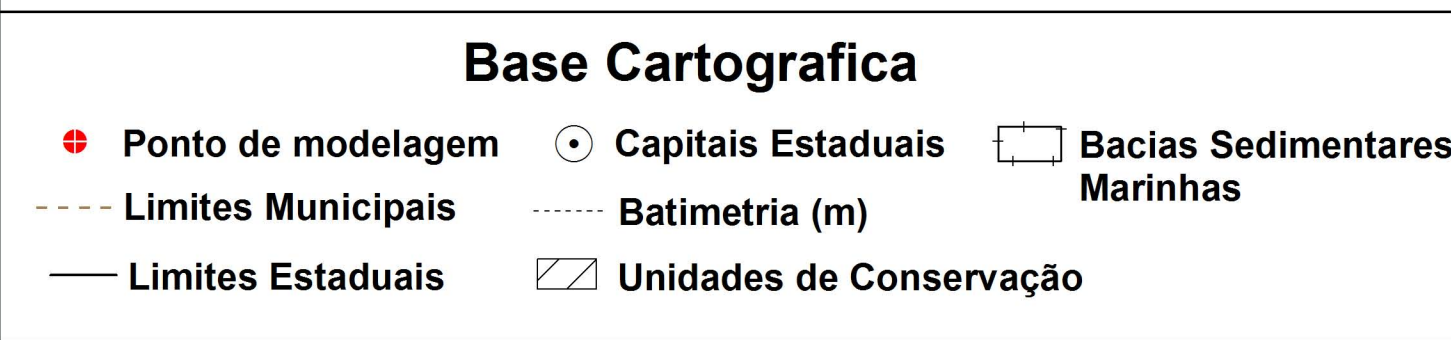 Base Cartografica
Ponto de modelagem
Capitais Estaduais
Bacias Sedimentares
Marinhas
Limites Municipais
Batimetria (m)
Limites Estaduais
Unidades de Conservação